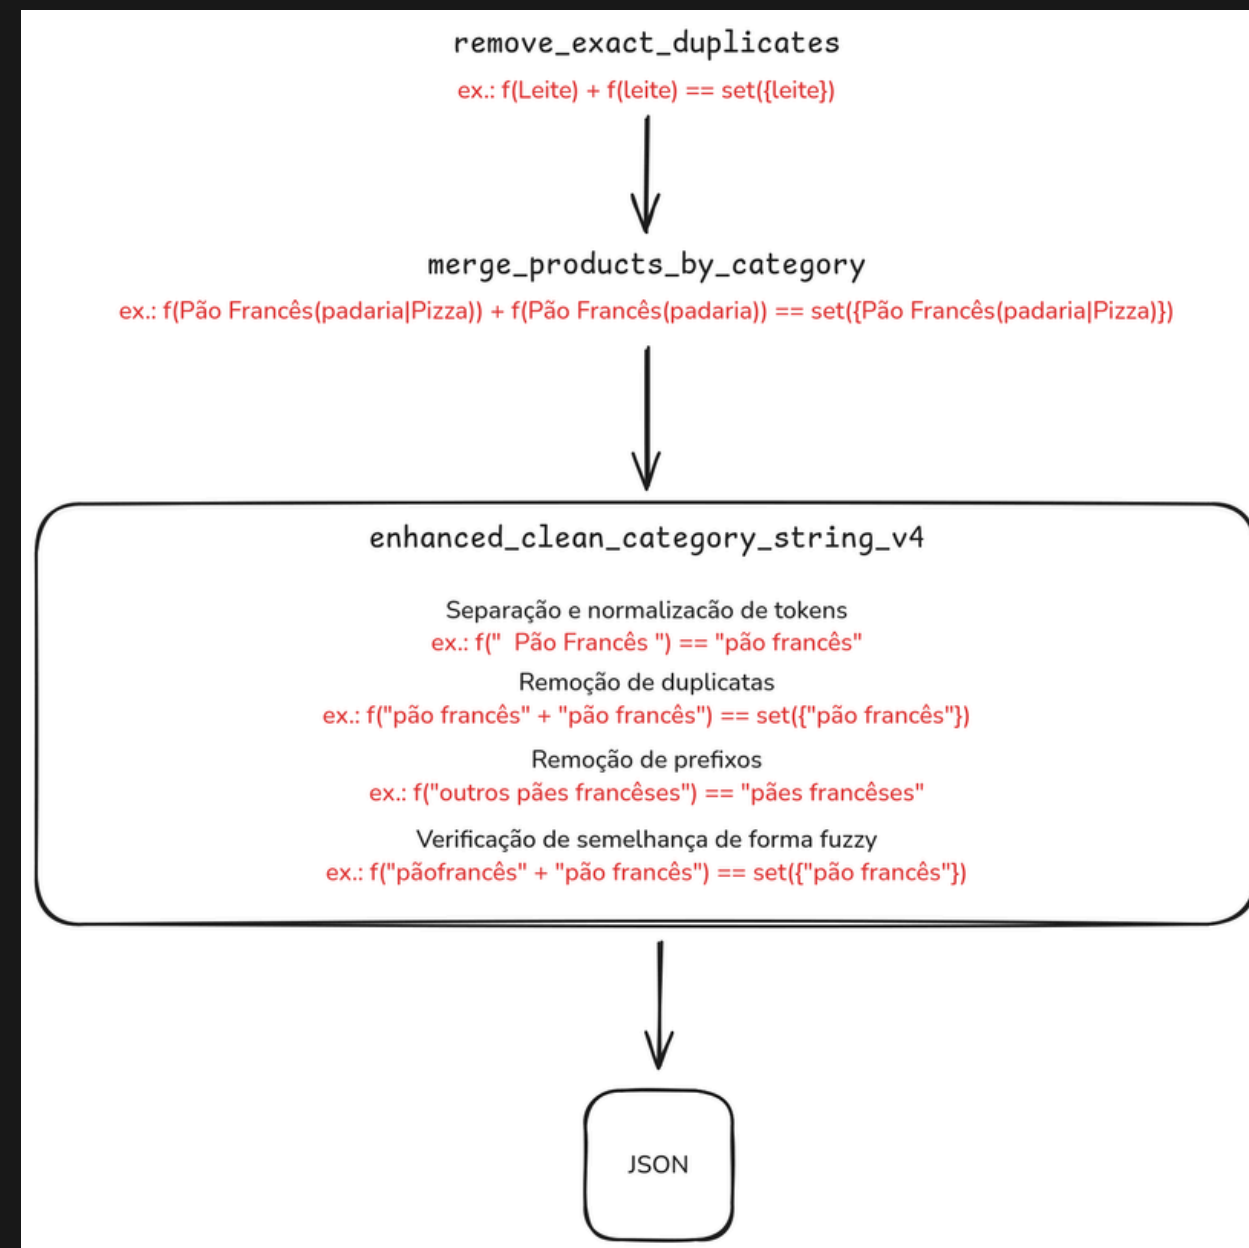 remove_exact_duplicates
ex.: f(Leite) + f(leite) == set({leite})
merge_products_by_category
ex.: f(Pão Francês(padaria|Pizza)) + f(Pão Francês(padaria)) == set({Pão Francês(padaria|Pizza)})
enhanced_clean_category_string_v4
Separação e normalizacão de tokens
ex.: f("  Pão Francês ") == "pão francês"
Remoção de duplicatas
ex.: f("pão francês" + "pão francês") == set({"pão francês"})
Remoção de prefixos
ex.: f("outros pães francêses") == "pães francêses"
Verificação de semelhança de forma fuzzy
ex.: f("pãofrancês" + "pão francês") == set({"pão francês"})
JSON